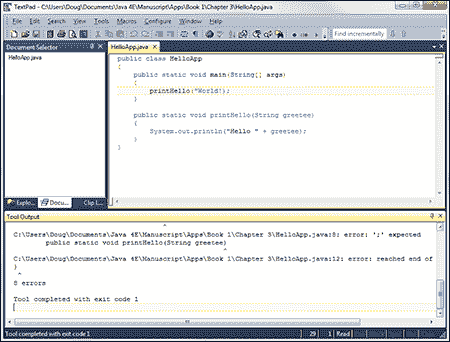 TextPad - C:\Users\Doug\Documents\Java 4E\Manuscript\Apps\Book 1\Chapter 3\HelloApp.java
File Edit Search View Tools Macros Configure Window Help
Find incrementally
Document Selector
HelloApp.java
HelloApp.java
public class HelloApp
{
public static void main(String[] args)
{
printHello("World!);
}
public static void printHello(String greetee)
{
System.out.println("Hello " + greetee);
}
}
Explo... Docu... Clip l...
Tool Output
^
C:\Users\Doug\Documents\Java 4E\Manuscript\Apps\Book 1\Chapter 3\HelloApp.java:8: error: ';' expected
public static void printHello(String greetee)
^
C:\Users\Doug\Documents\Java 4E\Manuscript\Apps\Book 1\Chapter 3\HelloApp.java:12: error: reached end of
}
^
8 errors
Tool completed with exit code 1
Tool completed with exit code 1 29 1 Read